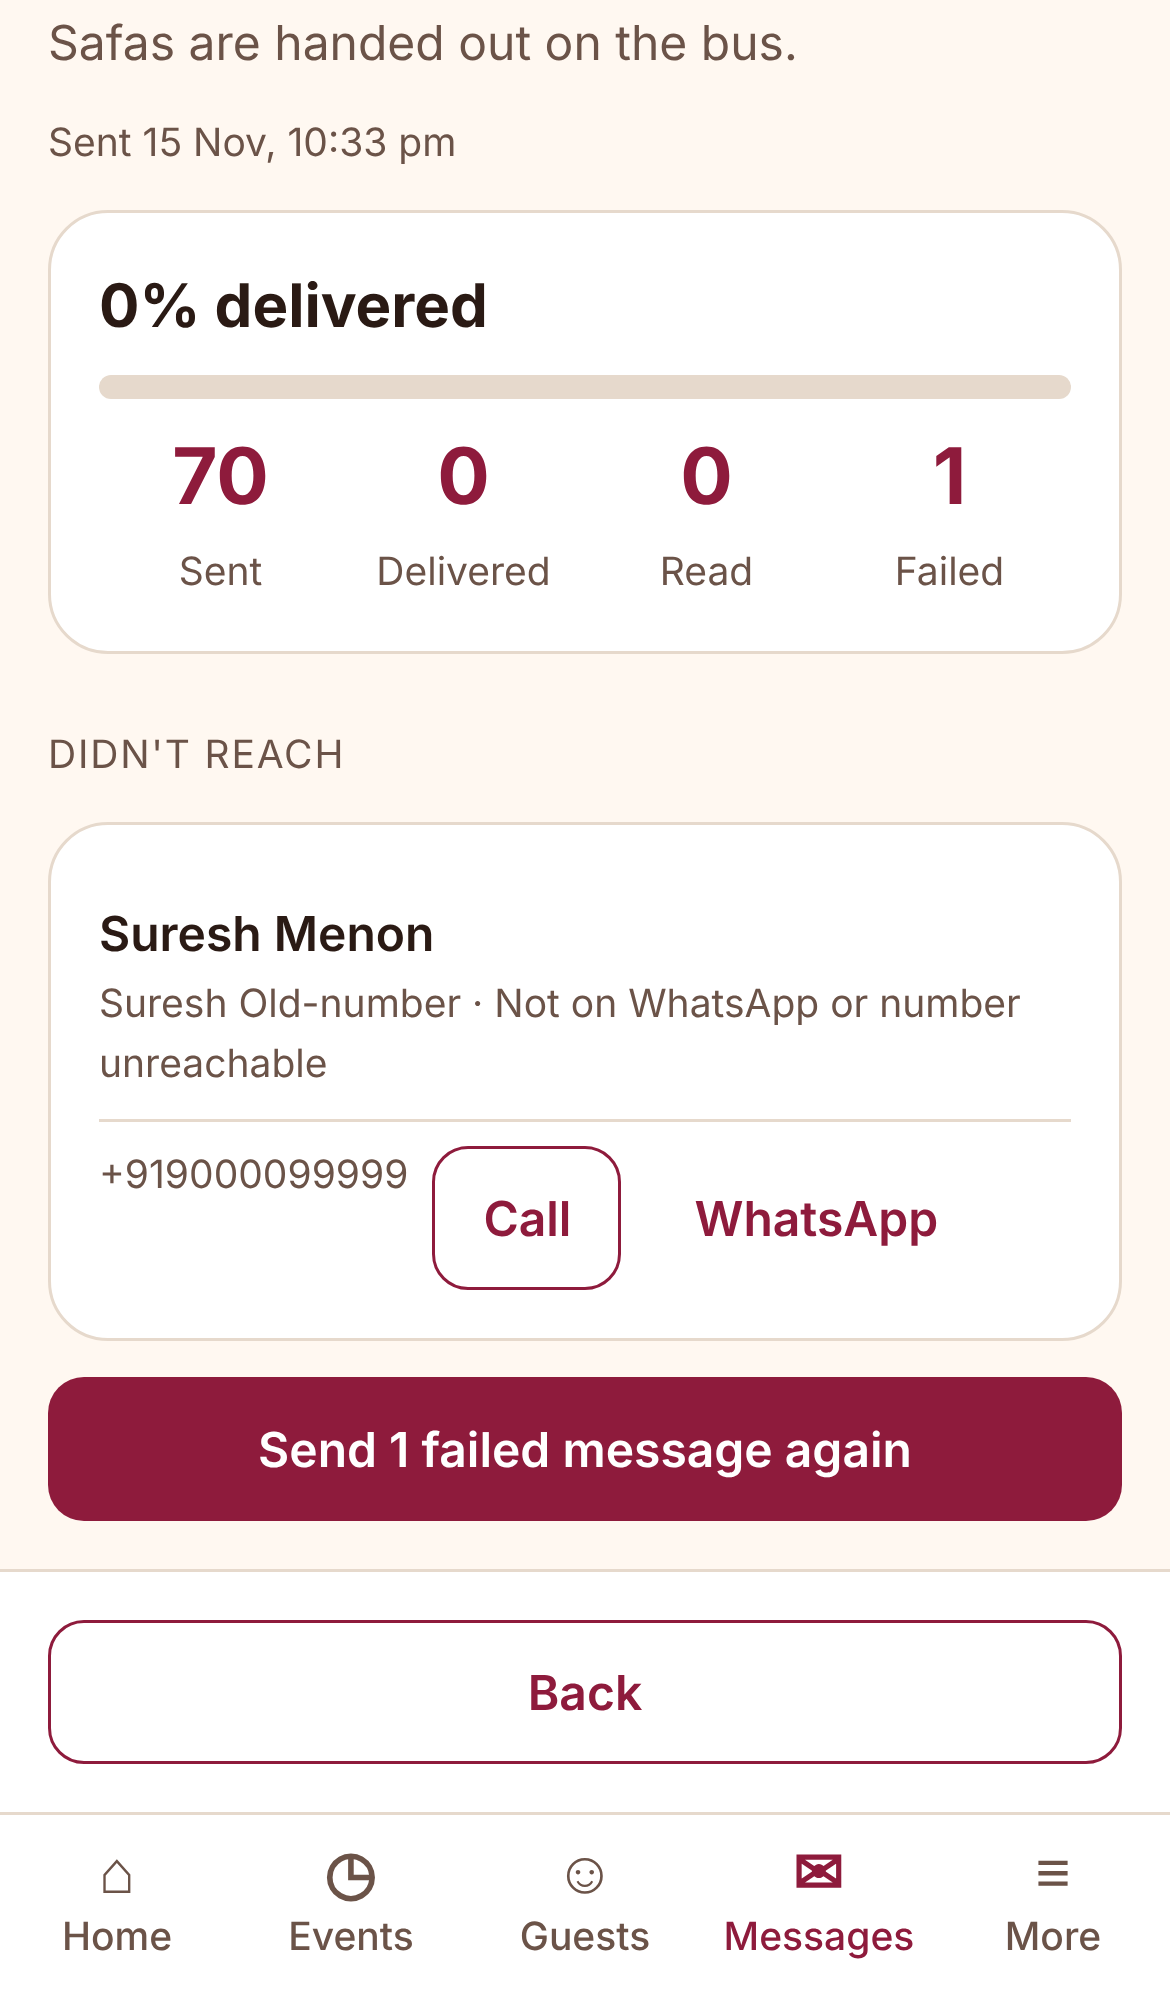 Safas are handed out on the bus.
Sent 15 Nov, 10:33 pm
0% delivered
70 0 0 1
Sent Delivered Read Failed
DIDN'T REACH
Suresh Menon
Suresh Old-number · Not on WhatsApp or number
unreachable
+919000099999 Call WhatsApp
Send 1 failed message again
Back
Home Events Guests Messages More